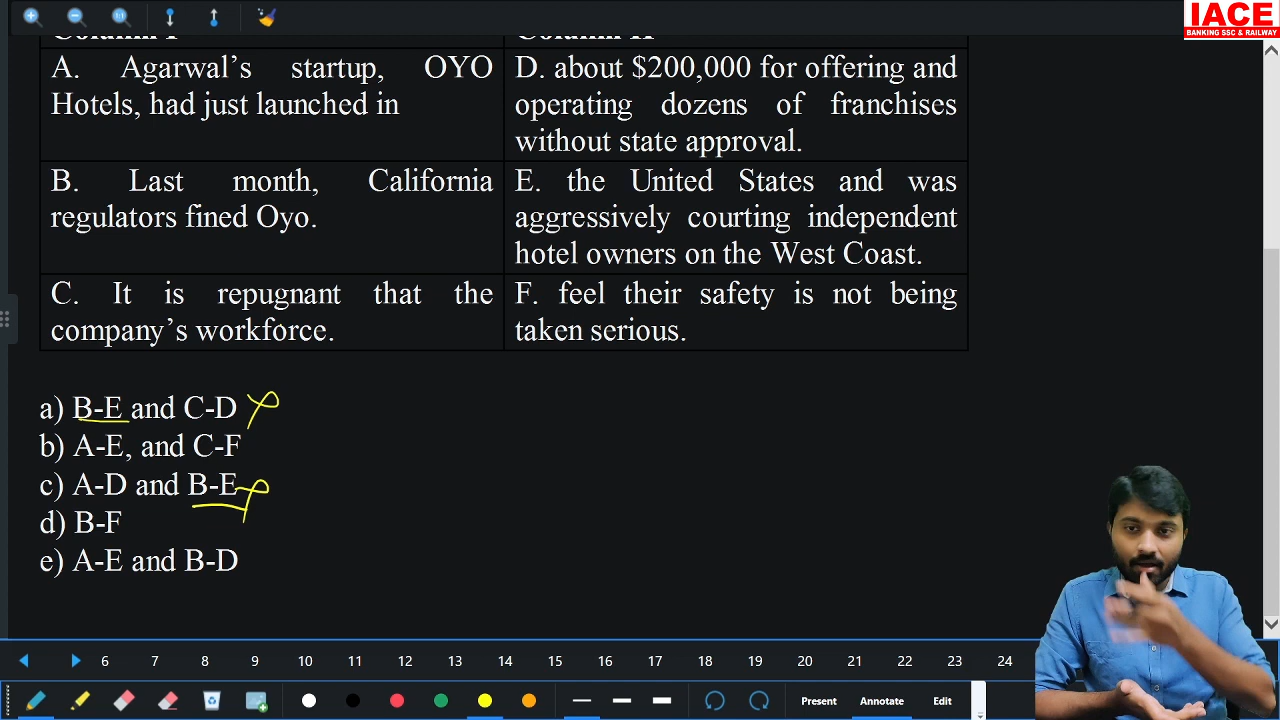 IACE
BANKING SSC & RAILWAY
Column I Column II
A. Agarwal’s startup, OYO
Hotels, had just launched in
D. about $200,000 for offering and
operating dozens of franchises
without state approval.
B. Last month, California
regulators fined Oyo.
E. the United States and was
aggressively courting independent
hotel owners on the West Coast.
C. It is repugnant that the
company’s workforce.
F. feel their safety is not being
taken serious.
a) B-E and C-D
b) A-E, and C-F
c) A-D and B-E
d) B-F
e) A-E and B-D
6 7 8 9 10 11 12 13 14 15 16 17 18 19 20 21 22 23 24
Present Annotate Edit